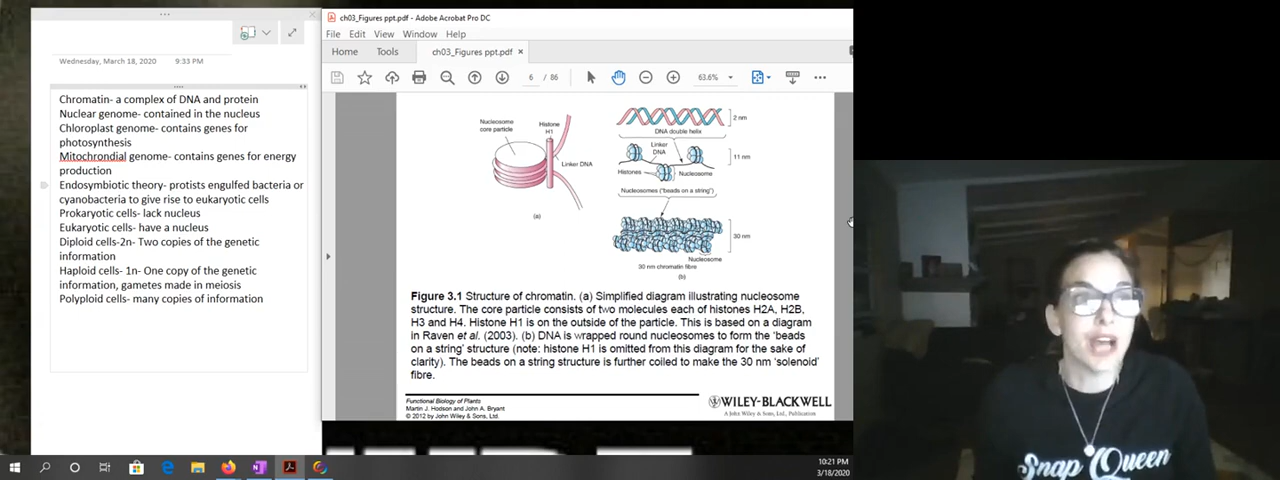 Wednesday, March 18, 2020 9:33 PM
Chromatin- a complex of DNA and protein
Nuclear genome- contained in the nucleus
Chloroplast genome- contains genes for
photosynthesis
Mitochrondial genome- contains genes for energy
production
Endosymbiotic theory- protists engulfed bacteria or
cyanobacteria to give rise to eukaryotic cells
Prokaryotic cells- lack nucleus
Eukaryotic cells- have a nucleus
Diploid cells-2n- Two copies of the genetic
information
Haploid cells- 1n- One copy of the genetic
information, gametes made in meiosis
Polyploid cells- many copies of information
ch03_Figures ppt.pdf - Adobe Acrobat Pro DC
File Edit View Window Help
Home Tools ch03_Figures ppt.pdf ×
6 / 86 63.6%
Nucleosome
core particle
Histone
H1
Linker DNA
(a)
2 nm
DNA double helix
Linker
DNA
11 nm
Histones
Nucleosome
Nucleosomes ("beads on a string")
30 nm
Nucleosome
30 nm chromatin fibre
(b)
Figure 3.1 Structure of chromatin. (a) Simplified diagram illustrating nucleosome
structure. The core particle consists of two molecules each of histones H2A, H2B,
H3 and H4. Histone H1 is on the outside of the particle. This is based on a diagram
in Raven et al. (2003). (b) DNA is wrapped round nucleosomes to form the 'beads
on a string' structure (note: histone H1 is omitted from this diagram for the sake of
clarity). The beads on a string structure is further coiled to make the 30 nm 'solenoid'
fibre.
Functional Biology of Plants
Martin J. Hodson and John A. Bryant
© 2012 by John Wiley & Sons, Ltd.
WILEY-BLACKWELL
A John Wiley & Sons, Ltd., Publication
10:21 PM
3/18/2020
Snap Queen